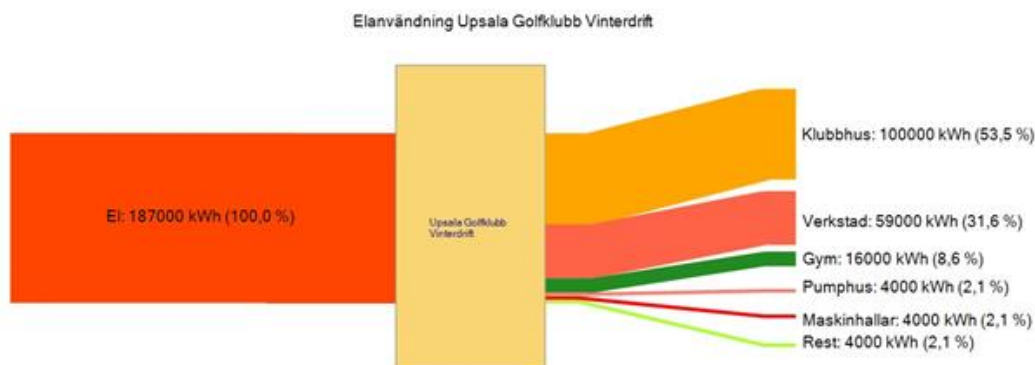 Elanvändning Upsala Golfklubb Vinterdrift
El: 187000 kWh (100,0 %)
Upsala Golfklubb
Vinterdrift
Klubbhus: 100000 kWh (53,5 %)
Verkstad: 59000 kWh (31,6 %)
Gym: 16000 kWh (8,6 %)
Pumphus: 4000 kWh (2,1 %)
Maskinhallar: 4000 kWh (2,1 %)
Rest: 4000 kWh (2,1 %)